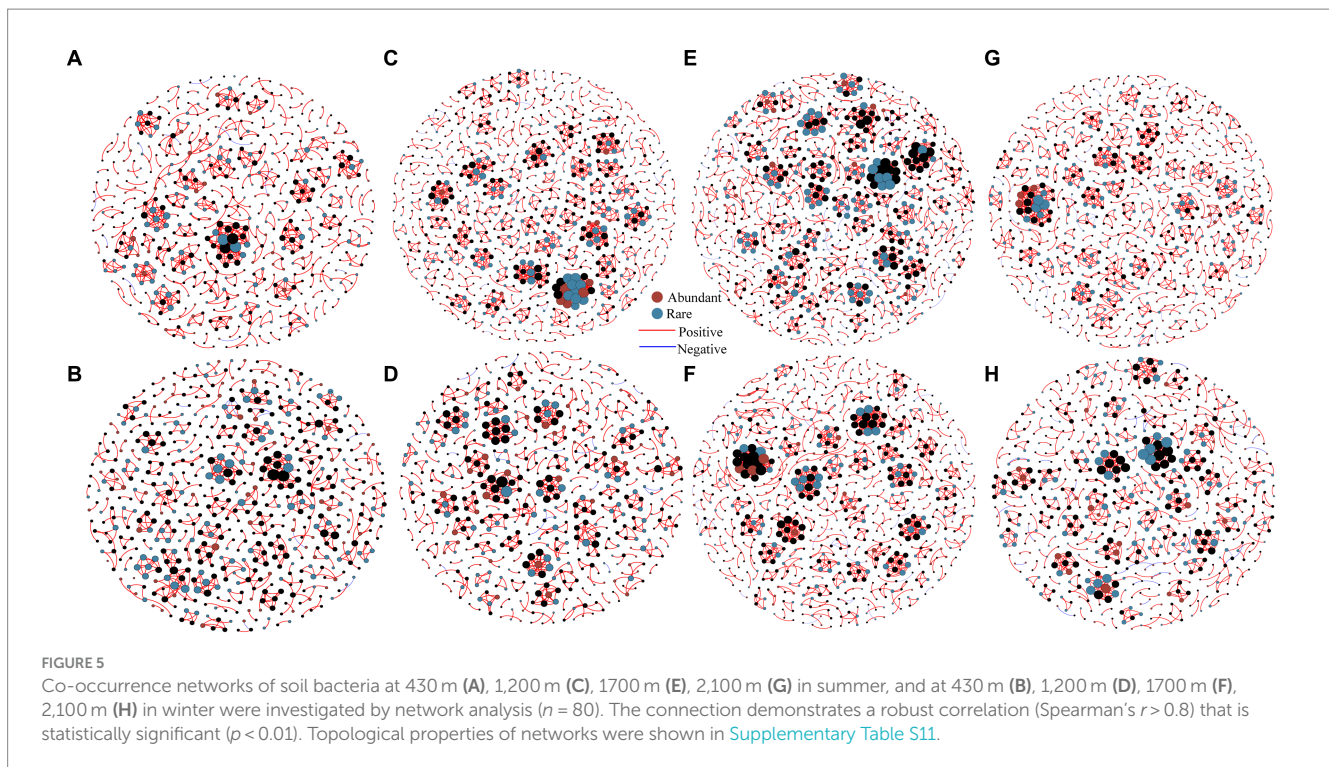 A
C
E
G
Abundant
Rare
Positive
Negative
B
D
F
H
FIGURE 5
Co-occurrence networks of soil bacteria at 430 m (A), 1,200 m (C), 1700 m (E), 2,100 m (G) in summer, and at 430 m (B), 1,200 m (D), 1700 m (F),
2,100 m (H) in winter were investigated by network analysis (n = 80). The connection demonstrates a robust correlation (Spearman’s r > 0.8) that is
statistically significant (p < 0.01). Topological properties of networks were shown in Supplementary Table S11.